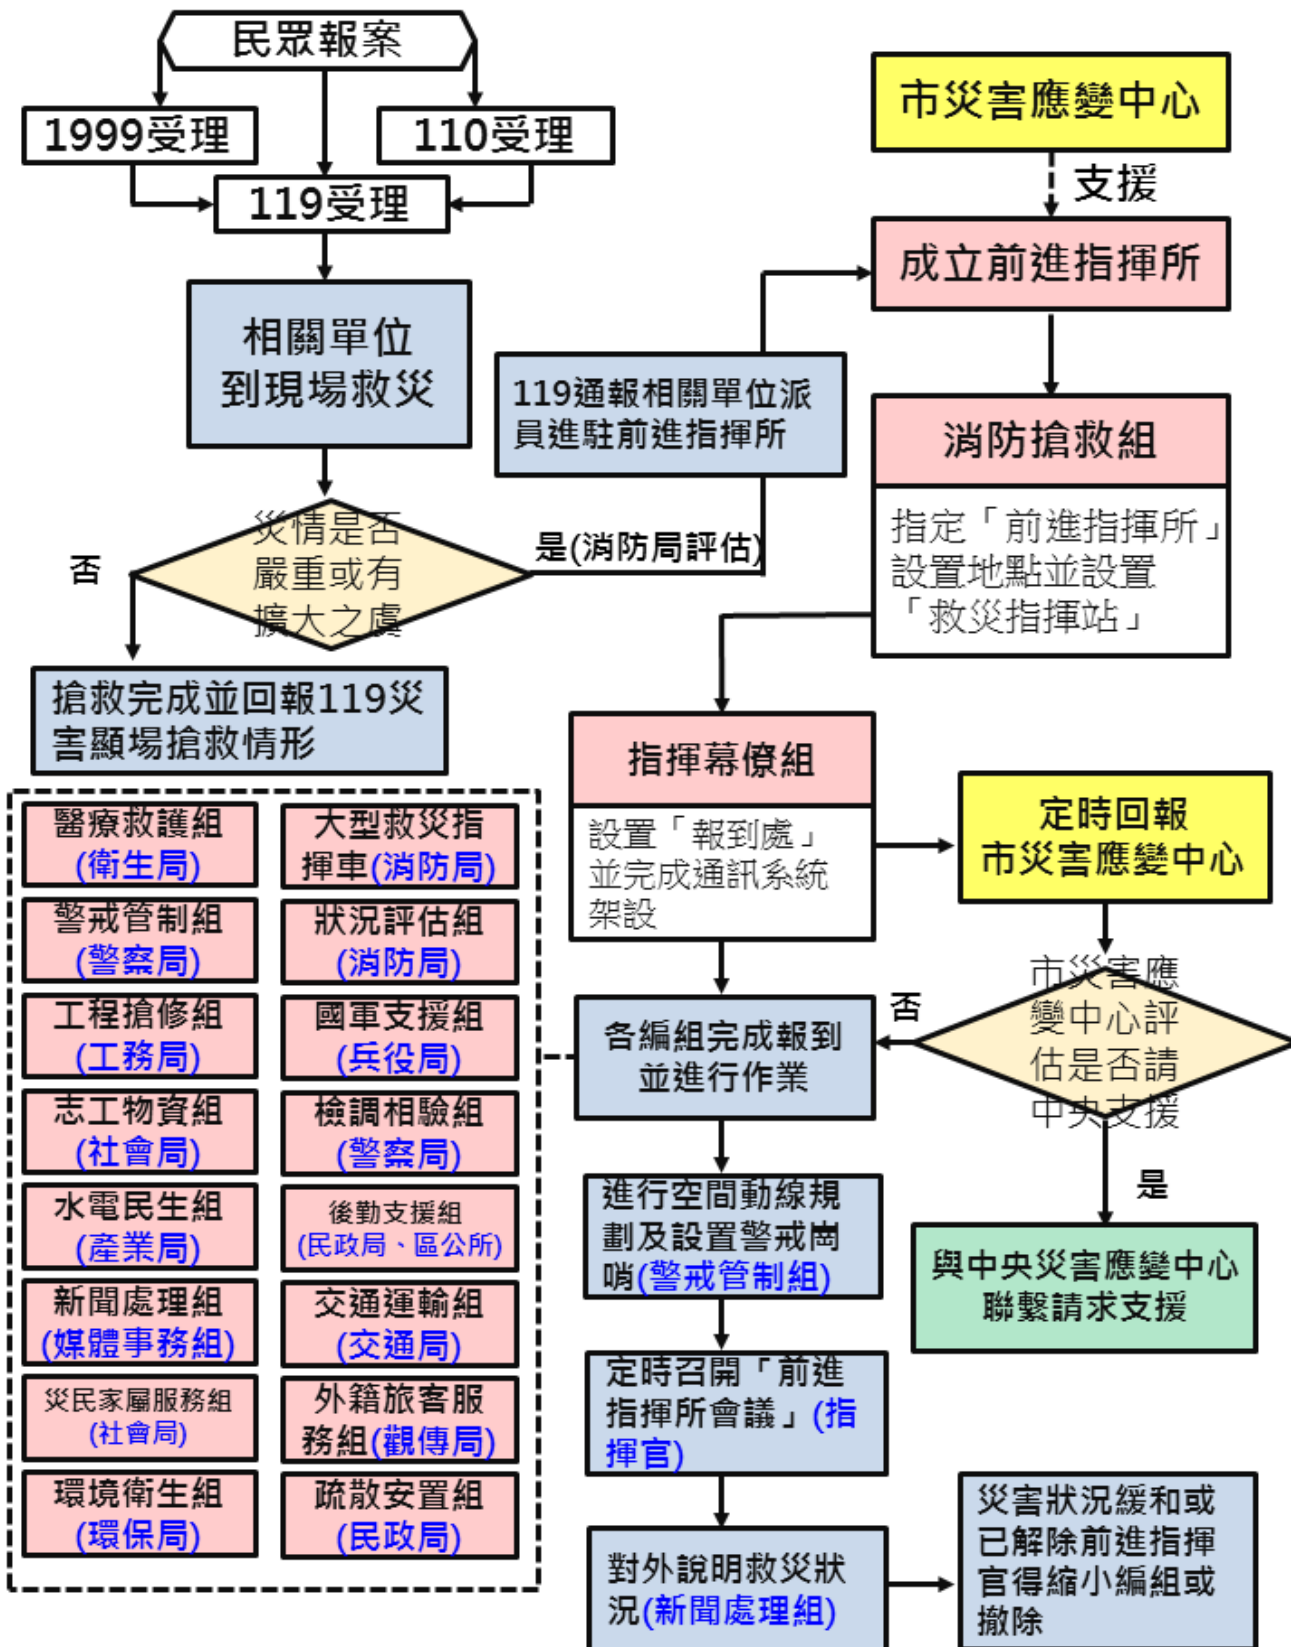 民眾報案
1999受理
110受理
119受理
相關單位
到現場救災
災情是否
嚴重或有
擴大之虞
否
是(消防局評估)
搶救完成並回報119災
害顯場搶救情形
119通報相關單位派
員進駐前進指揮所
市災害應變中心
支援
成立前進指揮所
消防搶救組
指定「前進指揮所」
設置地點並設置
「救災指揮站」
指揮幕僚組
設置「報到處」
並完成通訊系統
架設
定時回報
市災害應變中心
市災害應
變中心評
估是否請
中央支援
否
是
與中央災害應變中心
聯繫請求支援
各編組完成報到
並進行作業
進行空間動線規
劃及設置警戒崗
哨(警戒管制組)
定時召開「前進
指揮所會議」(指
揮官)
對外說明救災狀
況(新聞處理組)
災害狀況緩和或
已解除前進指揮
官得縮小編組或
撤除
醫療救護組
(衛生局)
大型救災指
揮車(消防局)
警戒管制組
(警察局)
狀況評估組
(消防局)
工程搶修組
(工務局)
國軍支援組
(兵役局)
志工物資組
(社會局)
檢調相驗組
(警察局)
水電民生組
(產業局)
後勤支援組
(民政局、區公所)
新聞處理組
(媒體事務組)
交通運輸組
(交通局)
災民家屬服務組
(社會局)
外籍旅客服
務組(觀傳局)
環境衛生組
(環保局)
疏散安置組
(民政局)